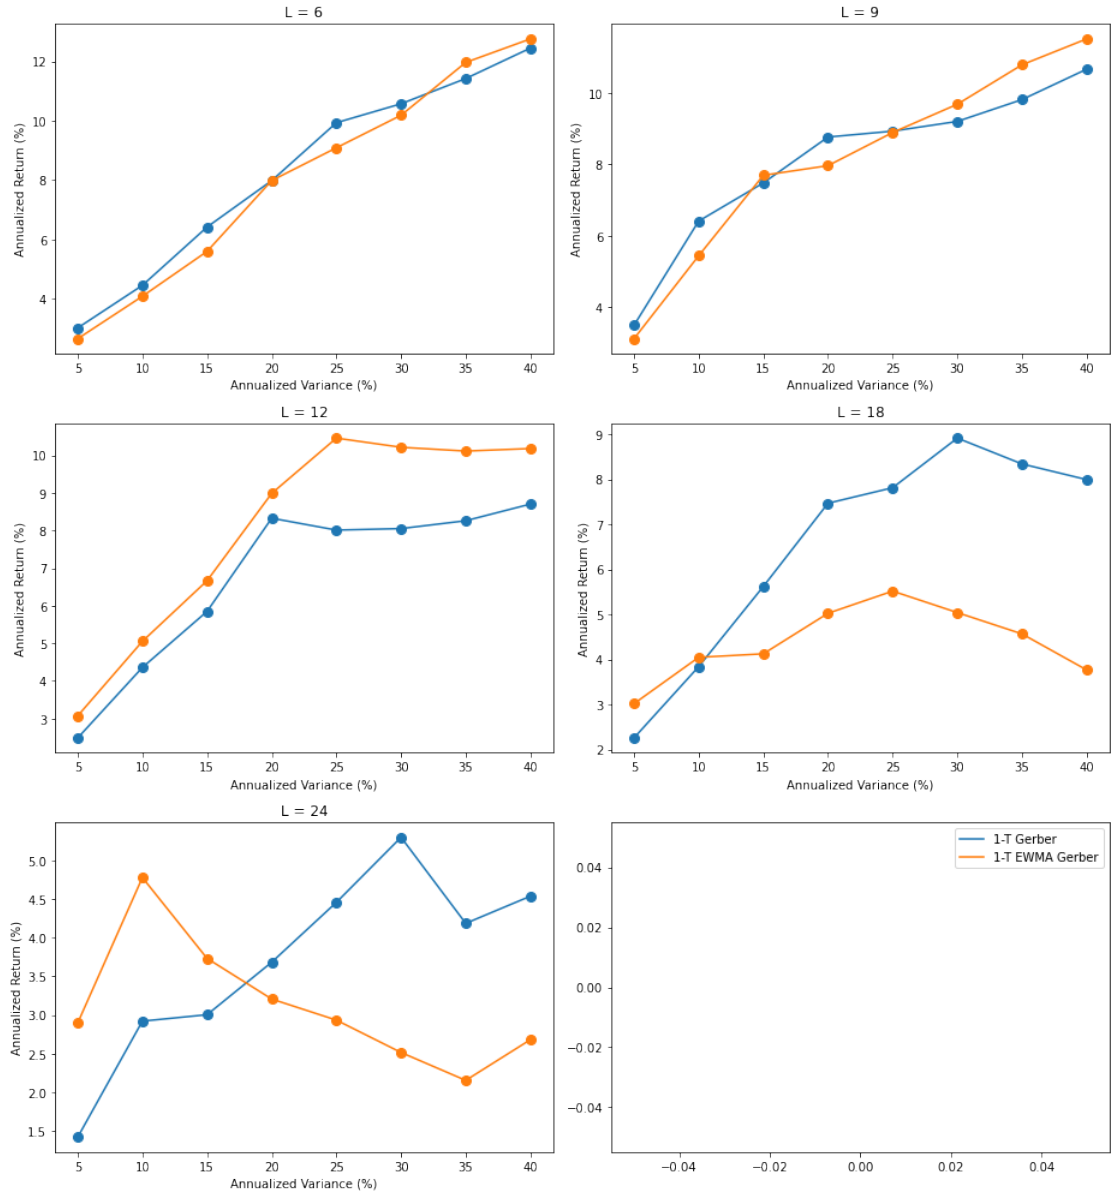 L = 6
Annualized Return (%)
12
10
8
6
4
5 10 15 20 25 30 35 40
Annualized Variance (%)
L = 9
Annualized Return (%)
10
8
6
4
5 10 15 20 25 30 35 40
Annualized Variance (%)
L = 12
Annualized Return (%)
10
9
8
7
6
5
4
3
5 10 15 20 25 30 35 40
Annualized Variance (%)
L = 18
Annualized Return (%)
9
8
7
6
5
4
3
2
5 10 15 20 25 30 35 40
Annualized Variance (%)
L = 24
Annualized Return (%)
5.0
4.5
4.0
3.5
3.0
2.5
2.0
1.5
5 10 15 20 25 30 35 40
Annualized Variance (%)
1-T Gerber
1-T EWMA Gerber
0.04
0.02
0.00
−0.02
−0.04
−0.04 −0.02 0.00 0.02 0.04